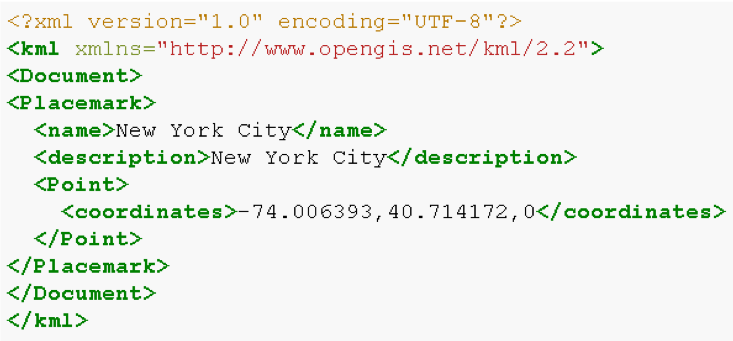 <?xml version="1.0" encoding="UTF-8"?>
<kml xmlns="http://www.opengis.net/kml/2.2">
<Document>
<Placemark>
  <name>New York City</name>
  <description>New York City</description>
  <Point>
    <coordinates>-74.006393,40.714172,0</coordinates>
  </Point>
</Placemark>
</Document>
</kml>